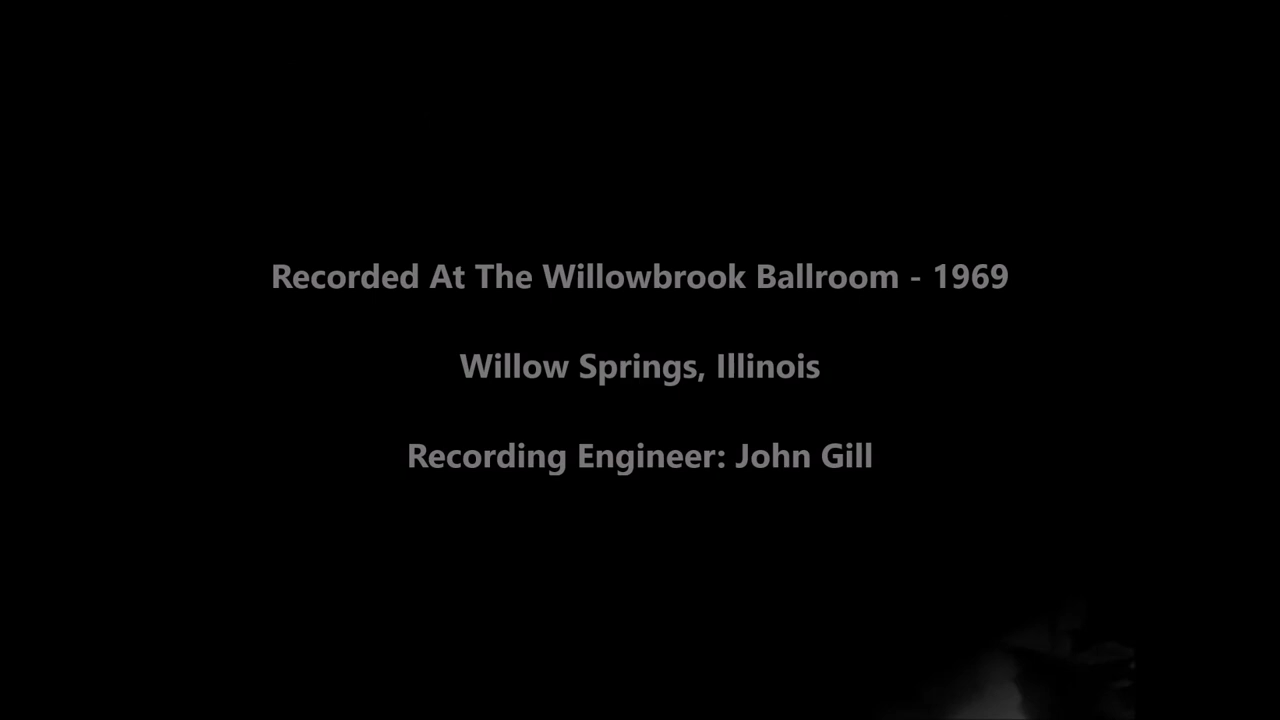 Recorded At The Willowbrook Ballroom - 1969
Willow Springs, Illinois
Recording Engineer: John Gill